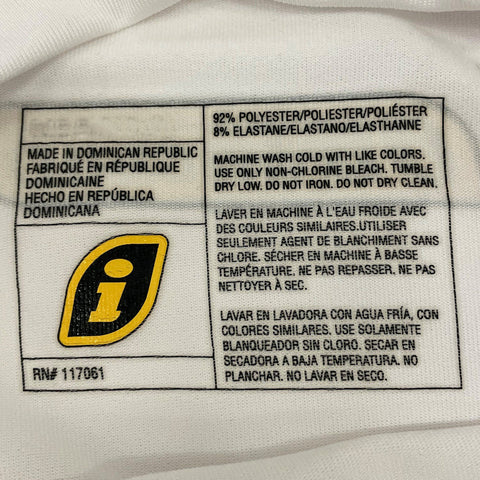 MADE IN DOMINICAN REPUBLIC
FABRIQUÉ EN RÉPUBLIQUE
DOMINICAINE
HECHO EN REPÚBLICA
DOMINICANA
i
RN# 117061
92% POLYESTER/POLIESTER/POLIÉSTER
8% ELASTANE/ELASTANO/ELASTHANNE
MACHINE WASH COLD WITH LIKE COLORS.
USE ONLY NON-CHLORINE BLEACH. TUMBLE
DRY LOW. DO NOT IRON. DO NOT DRY CLEAN.
LAVER EN MACHINE À L'EAU FROIDE AVEC
DES COULEURS SIMILAIRES.UTILISER
SEULEMENT AGENT DE BLANCHIMENT SANS
CHLORE. SÉCHER EN MACHINE À BASSE
TEMPÉRATURE. NE PAS REPASSER. NE PAS
NETTOYER À SEC.
LAVAR EN LAVADORA CON AGUA FRÍA, CON
COLORES SIMILARES. USE SOLAMENTE
BLANQUEADOR SIN CLORO. SECAR EN
SECADORA A BAJA TEMPERATURA. NO
PLANCHAR. NO LAVAR EN SECO.